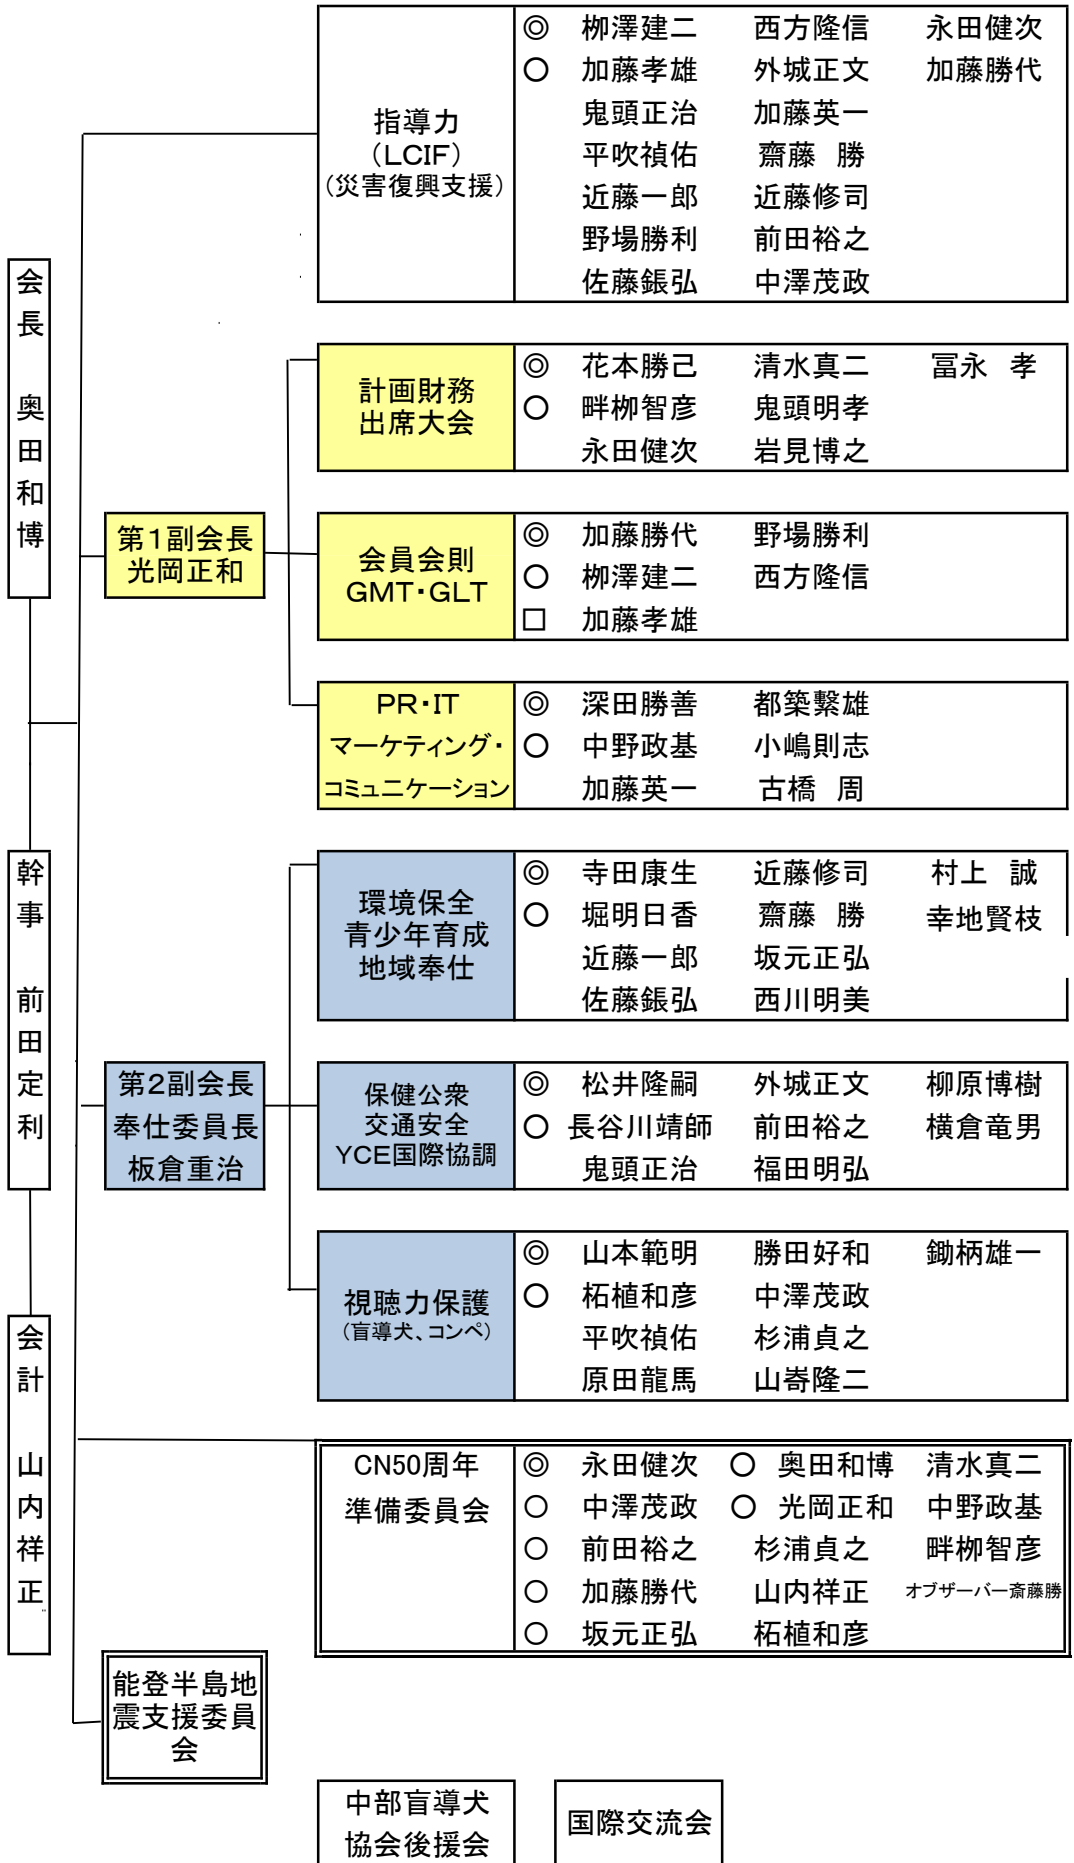 会長　奥田和博
幹事　前田定利
会計　山内祥正
指導力
（LCIF）
（災害復興支援）
◎ 栁澤建二 西方隆信 永田健次
○ 加藤孝雄 外城正文 加藤勝代
鬼頭正治 加藤英一
平吹禎佑 齋藤　勝
近藤一郎 近藤修司
野場勝利 前田裕之
佐藤鋹弘 中澤茂政
第1副会長
光岡正和
計画財務
出席大会
◎ 花本勝己 清水真二 冨永　孝
○ 畔栁智彦 鬼頭明孝
永田健次 岩見博之
会員会則
GMT・GLT
◎ 加藤勝代 野場勝利
○ 栁澤建二 西方隆信
□ 加藤孝雄
PR・IT
マーケティング・
コミュニケーション
◎ 深田勝善 都築繫雄
○ 中野政基 小嶋則志
加藤英一 古橋　周
第2副会長
奉仕委員長
板倉重治
環境保全
青少年育成
地域奉仕
◎ 寺田康生 近藤修司 村上　誠
○ 堀明日香 齋藤　勝 幸地賢枝
近藤一郎 坂元正弘
佐藤鋹弘 西川明美
保健公衆
交通安全
YCE国際協調
◎ 松井隆嗣 外城正文 柳原博樹
○ 長谷川靖師 前田裕之 横倉竜男
鬼頭正治 福田明弘
視聴力保護
（盲導犬、コンペ）
◎ 山本範明 勝田好和 鋤柄雄一
○ 柘植和彦 中澤茂政
平吹禎佑 杉浦貞之
原田龍馬 山嵜隆二
CN50周年
準備委員会
◎ 永田健次 ○ 奥田和博 清水真二
○ 中澤茂政 ○ 光岡正和 中野政基
○ 前田裕之 杉浦貞之 畔栁智彦
○ 加藤勝代 山内祥正 オブザーバー斎藤勝
○ 坂元正弘 柘植和彦
能登半島地
震支援委員
会
中部盲導犬
協会後援会
国際交流会